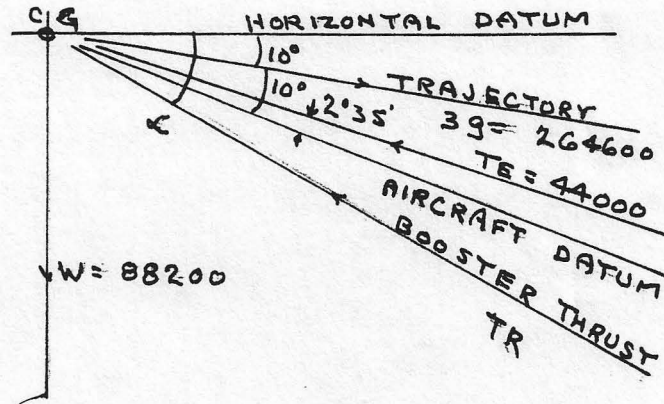 C G HORIZONTAL DATUM
10°
TRAJECTORY
10°
2°35'
3g = 264600
∝
TE = 44000
AIRCRAFT DATUM
BOOSTER THRUST
W = 88200
TR